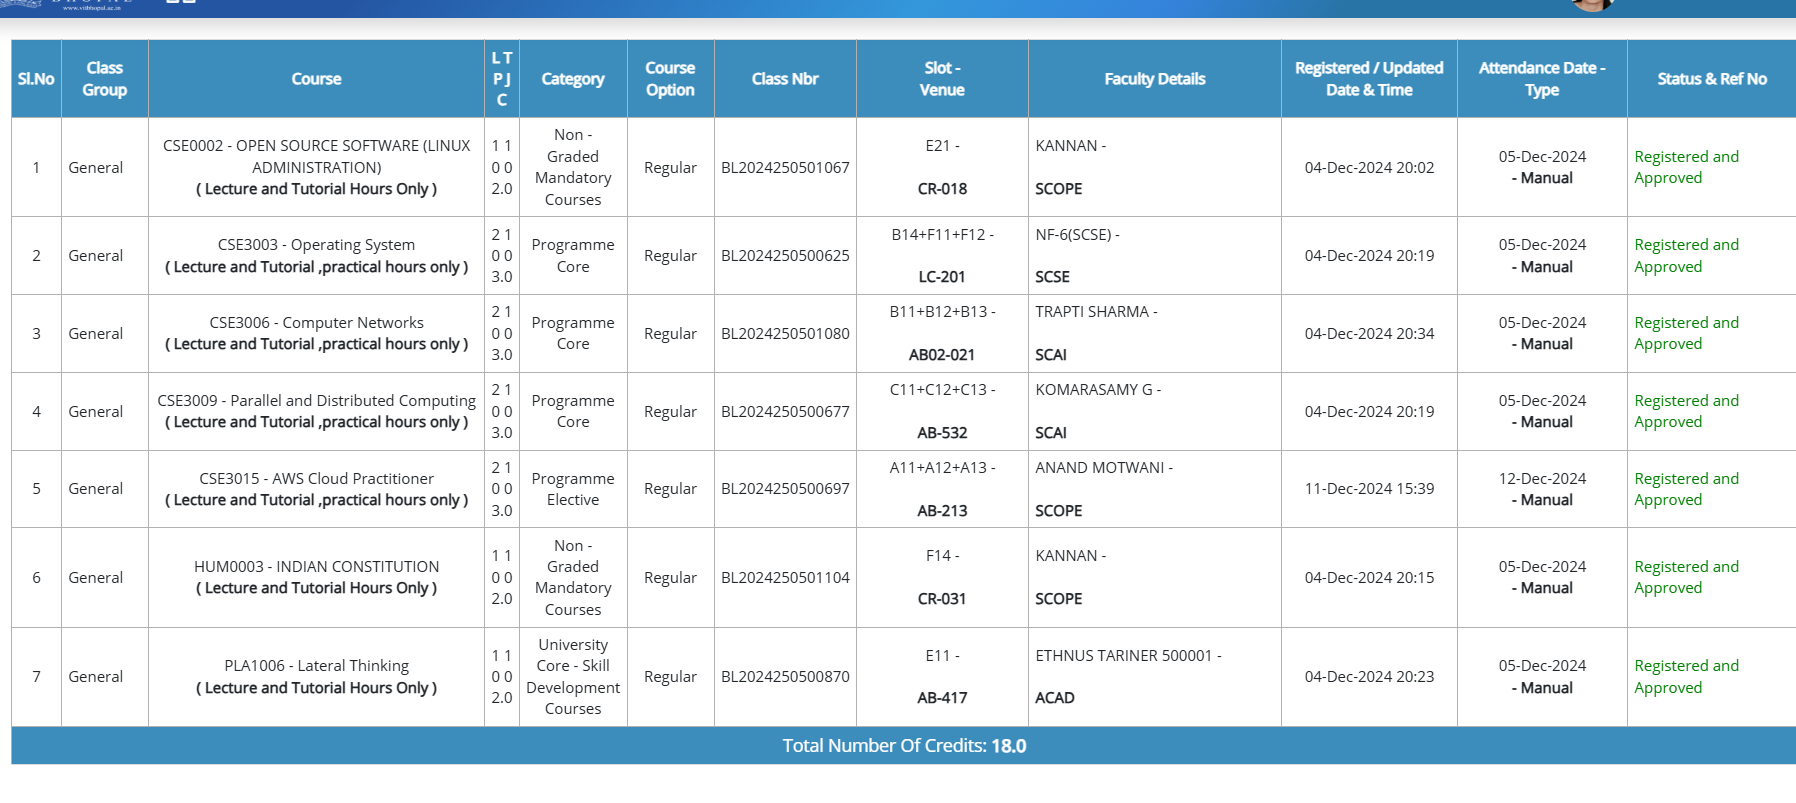 www.vitbhopal.ac.in
Sl.No
Class
Group
Course
L T
P J
C
Category
Course
Option
Class Nbr
Slot -
Venue
Faculty Details
Registered / Updated
Date & Time
Attendance Date -
Type
Status & Ref No
1
General
CSE0002 - OPEN SOURCE SOFTWARE (LINUX
ADMINISTRATION)
( Lecture and Tutorial Hours Only )
1 1
0 0
2.0
Non -
Graded
Mandatory
Courses
Regular
BL2024250501067
E21 -
CR-018
KANNAN -
SCOPE
04-Dec-2024 20:02
05-Dec-2024
- Manual
Registered and
Approved
2
General
CSE3003 - Operating System
( Lecture and Tutorial ,practical hours only )
2 1
0 0
3.0
Programme
Core
Regular
BL2024250500625
B14+F11+F12 -
LC-201
NF-6(SCSE) -
SCSE
04-Dec-2024 20:19
05-Dec-2024
- Manual
Registered and
Approved
3
General
CSE3006 - Computer Networks
( Lecture and Tutorial ,practical hours only )
2 1
0 0
3.0
Programme
Core
Regular
BL2024250501080
B11+B12+B13 -
AB02-021
TRAPTI SHARMA -
SCAI
04-Dec-2024 20:34
05-Dec-2024
- Manual
Registered and
Approved
4
General
CSE3009 - Parallel and Distributed Computing
( Lecture and Tutorial ,practical hours only )
2 1
0 0
3.0
Programme
Core
Regular
BL2024250500677
C11+C12+C13 -
AB-532
KOMARASAMY G -
SCAI
04-Dec-2024 20:19
05-Dec-2024
- Manual
Registered and
Approved
5
General
CSE3015 - AWS Cloud Practitioner
( Lecture and Tutorial ,practical hours only )
2 1
0 0
3.0
Programme
Elective
Regular
BL2024250500697
A11+A12+A13 -
AB-213
ANAND MOTWANI -
SCOPE
11-Dec-2024 15:39
12-Dec-2024
- Manual
Registered and
Approved
6
General
HUM0003 - INDIAN CONSTITUTION
( Lecture and Tutorial Hours Only )
1 1
0 0
2.0
Non -
Graded
Mandatory
Courses
Regular
BL2024250501104
F14 -
CR-031
KANNAN -
SCOPE
04-Dec-2024 20:15
05-Dec-2024
- Manual
Registered and
Approved
7
General
PLA1006 - Lateral Thinking
( Lecture and Tutorial Hours Only )
1 1
0 0
2.0
University
Core - Skill
Development
Courses
Regular
BL2024250500870
E11 -
AB-417
ETHNUS TARINER 500001 -
ACAD
04-Dec-2024 20:23
05-Dec-2024
- Manual
Registered and
Approved
Total Number Of Credits: 18.0